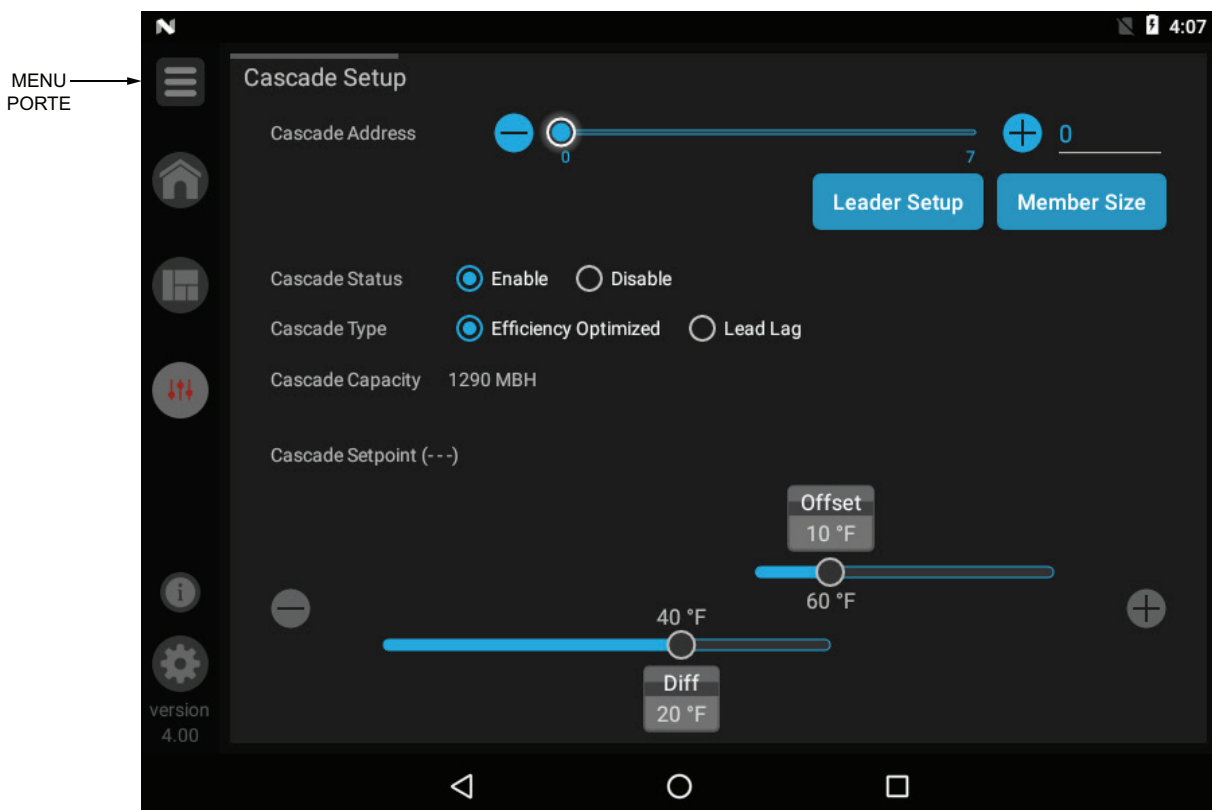 4:07
MENU
PORTE
Cascade Setup
Cascade Address
0
7
0
Leader Setup
Member Size
Cascade Status
Enable
Disable
Cascade Type
Efficiency Optimized
Lead Lag
Cascade Capacity
1290 MBH
Cascade Setpoint (---)
Offset
10 °F
60 °F
40 °F
Diff
20 °F
version
4.00